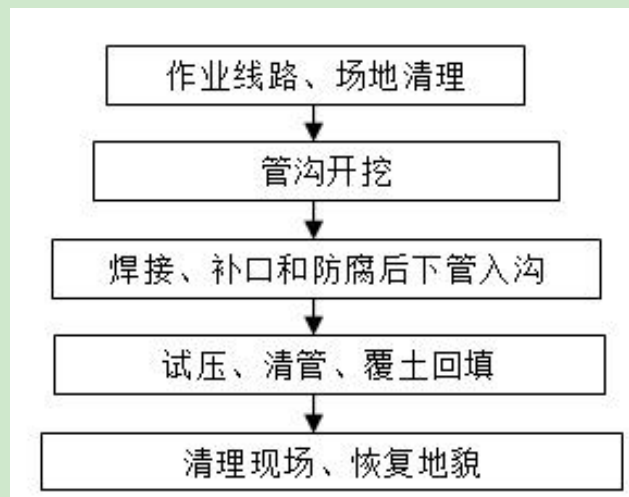 作业线路、场地清理
管沟开挖
焊接、补口和防腐后下管入沟
试压、清管、覆土回填
清理现场、恢复地貌